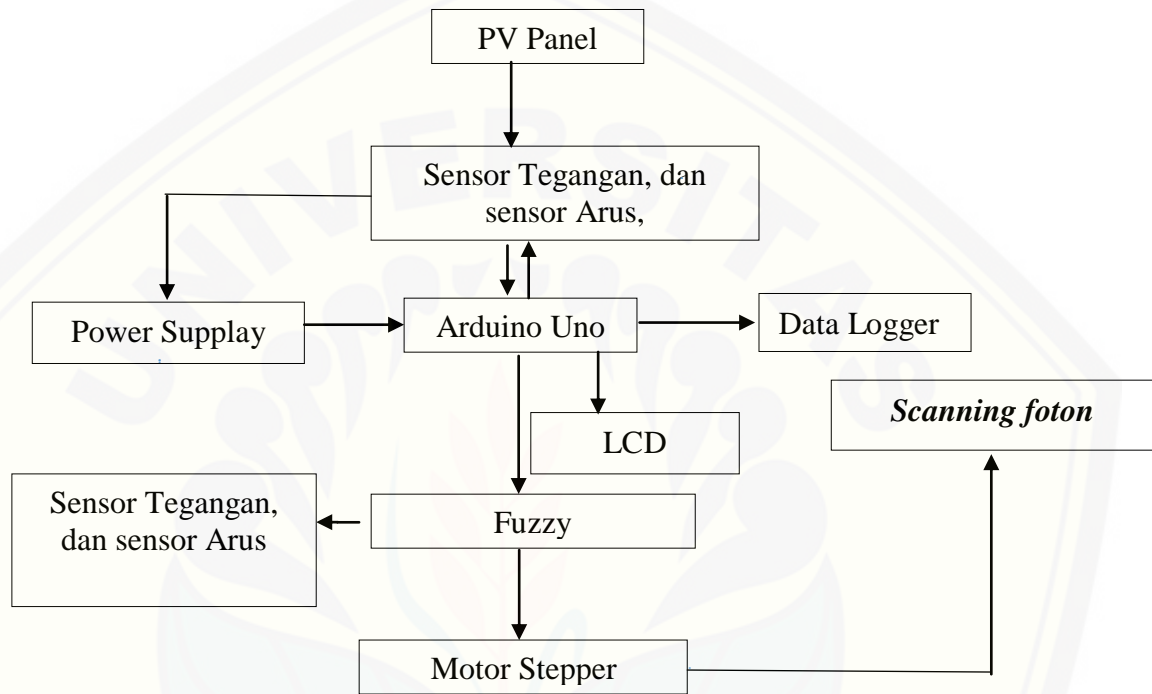 PV Panel
Sensor Tegangan, dan
sensor Arus,
Power Supplay
Arduino Uno
Data Logger
Scanning foton
LCD
Sensor Tegangan,
dan sensor Arus
Fuzzy
Motor Stepper
UNIVERSITAS